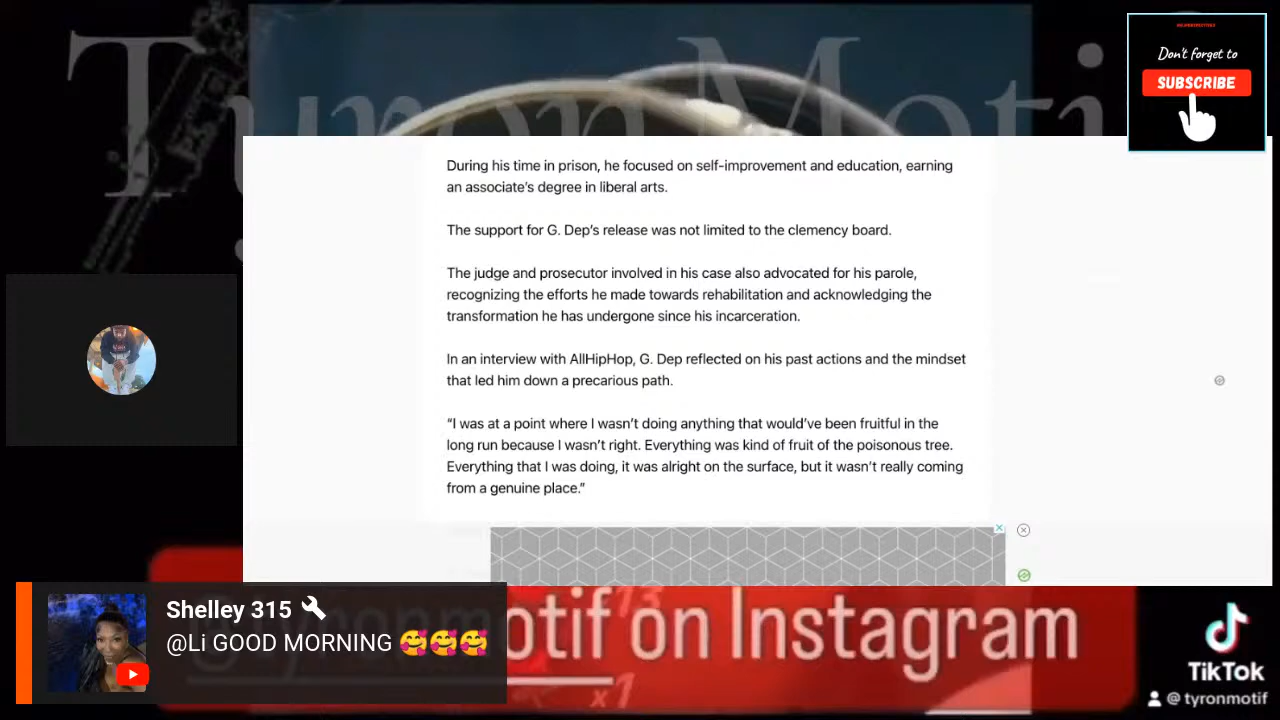 Tyron Motif
Don't forget to
SUBSCRIBE
During his time in prison, he focused on self-improvement and education, earning
an associate's degree in liberal arts.
The support for G. Dep's release was not limited to the clemency board.
The judge and prosecutor involved in his case also advocated for his parole,
recognizing the efforts he made towards rehabilitation and acknowledging the
transformation he has undergone since his incarceration.
In an interview with AllHipHop, G. Dep reflected on his past actions and the mindset
that led him down a precarious path.
“I was at a point where I wasn't doing anything that would've been fruitful in the
long run because I wasn't right. Everything was kind of fruit of the poisonous tree.
Everything that I was doing, it was alright on the surface, but it wasn't really coming
from a genuine place.”
Shelley 315
@Li GOOD MORNING 🥰🥰🥰
otif on Instagram
13
x1
TikTok
@tyronmotif